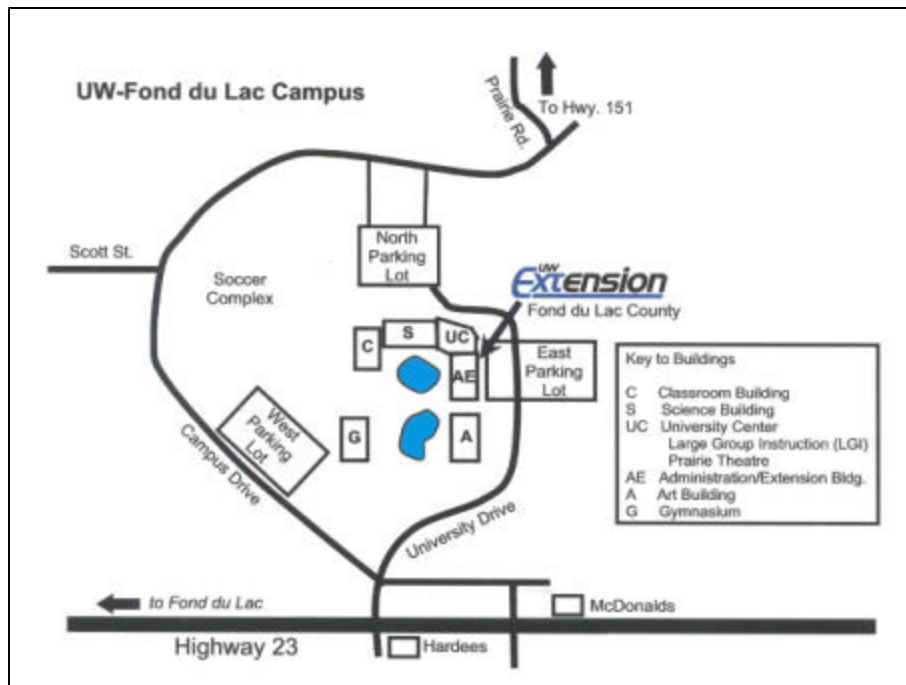 UW-Fond du Lac Campus
Prairie Rd.
To Hwy. 151
Scott St.
Soccer
Complex
North
Parking
Lot
UW
Extension
Fond du Lac County
C
S
UC
AE
East
Parking
Lot
West
Parking
Lot
G
A
Campus Drive
University Drive
Key to Buildings
C Classroom Building
S Science Building
UC University Center
Large Group Instruction (LGI)
Prairie Theatre
AE Administration/Extension Bldg.
A Art Building
G Gymnasium
to Fond du Lac
McDonalds
Highway 23
Hardees